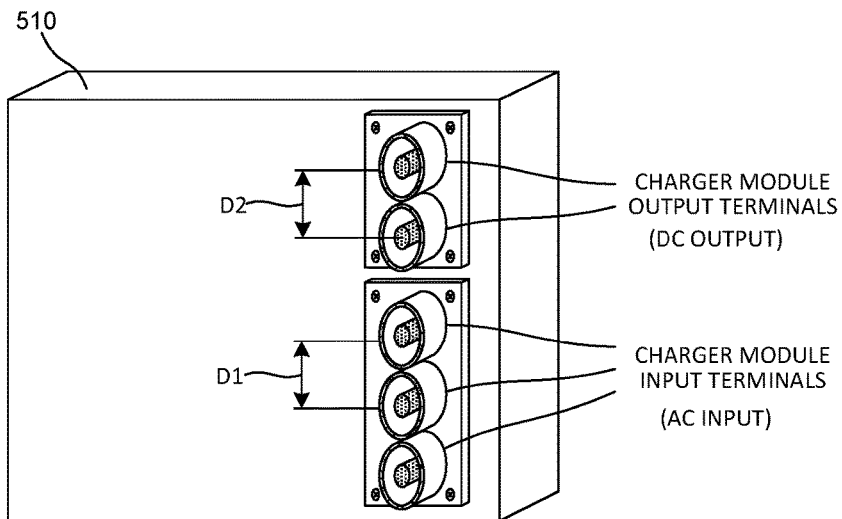 510
D2
CHARGER MODULE
OUTPUT TERMINALS
(DC OUTPUT)
D1
CHARGER MODULE
INPUT TERMINALS
(AC INPUT)